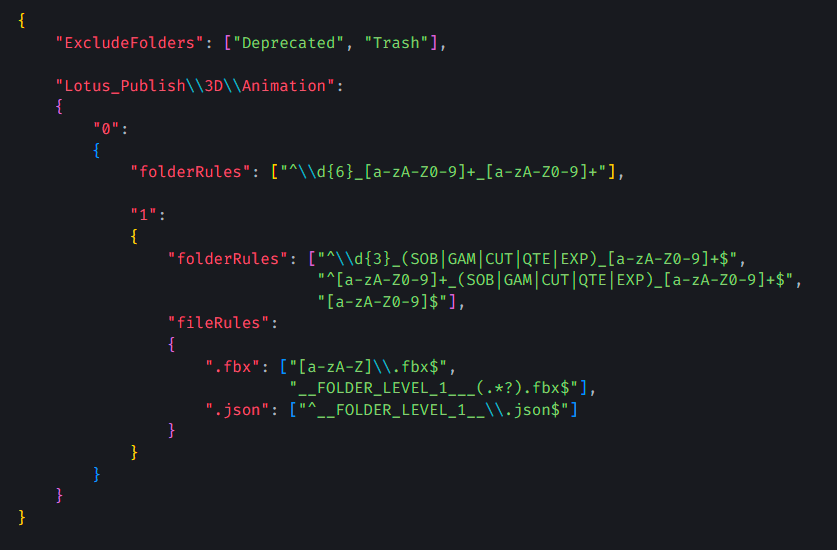 {
"ExcludeFolders": ["Deprecated", "Trash"],
"Lotus_Publish\\3D\\Animation":
{
"0":
{
"folderRules": ["^\\d{6}_[a-zA-Z0-9]+_[a-zA-Z0-9]+"],
"1":
{
"folderRules": ["^\\d{3}_(SOB|GAM|CUT|QTE|EXP)_[a-zA-Z0-9]+$",
"^[a-zA-Z0-9]+_(SOB|GAM|CUT|QTE|EXP)_[a-zA-Z0-9]+$",
"[a-zA-Z0-9]$"],
"fileRules":
{
".fbx": ["[a-zA-Z]\\.fbx$",
"__FOLDER_LEVEL_1___(.*?).fbx$"],
".json": ["^__FOLDER_LEVEL_1__\\.json$"]
}
}
}
}
}